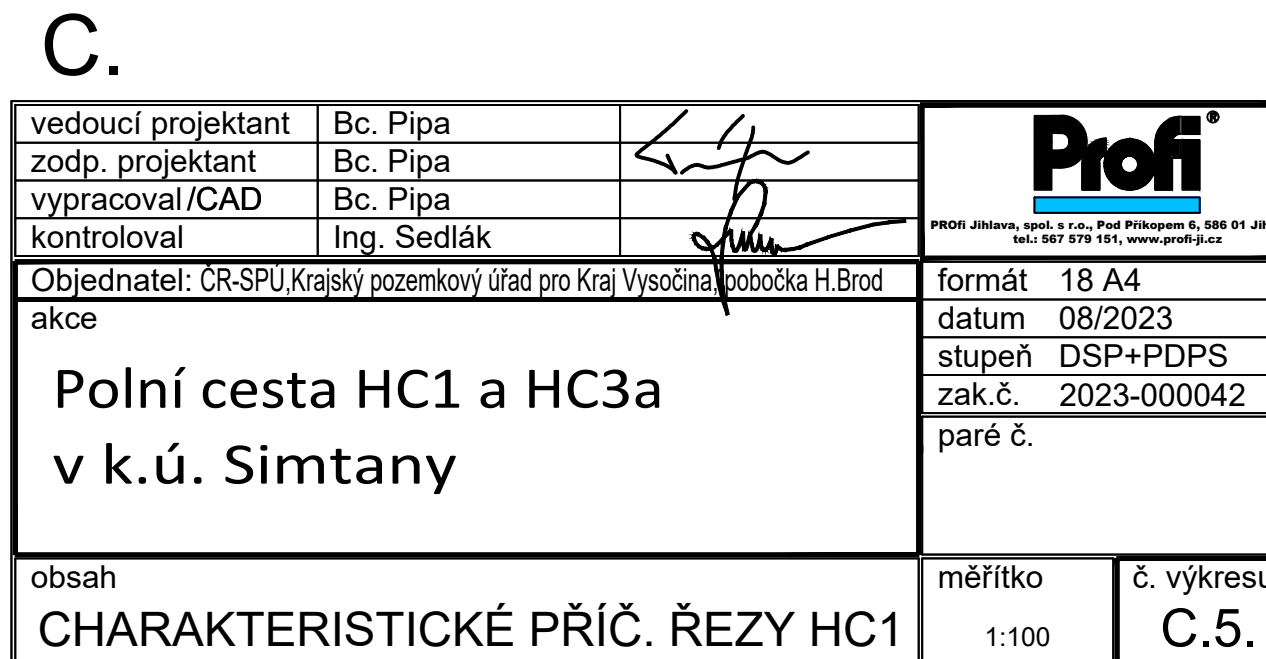 C.
vedoucí projektant Bc. Pipa
zodp. projektant Bc. Pipa
vypracoval/CAD Bc. Pipa
kontroloval Ing. Sedlák
Profi®
PROfi Jihlava, spol. s r.o., Pod Příkopem 6, 586 01 Jih
tel.: 567 579 151, www.profi-ji.cz
Objednatel: ČR-SPÚ,Krajský pozemkový úřad pro Kraj Vysočina, pobočka H.Brod
formát 18 A4
datum 08/2023
stupeň DSP+PDPS
zak.č. 2023-000042
paré č.
akce
Polní cesta HC1 a HC3a
v k.ú. Simtany
obsah
CHARAKTERISTICKÉ PŘÍČ. ŘEZY HC1
měřítko
1:100
č. výkresu
C.5.